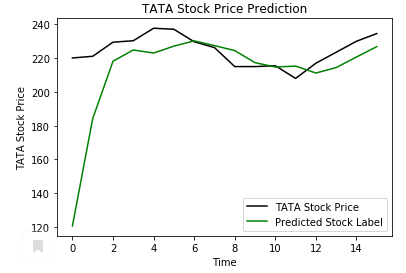 TATA Stock Price Prediction
TATA Stock Price
240
220
200
180
160
140
120
TATA Stock Price
Predicted Stock Label
0 2 4 6 8 10 12 14
Time